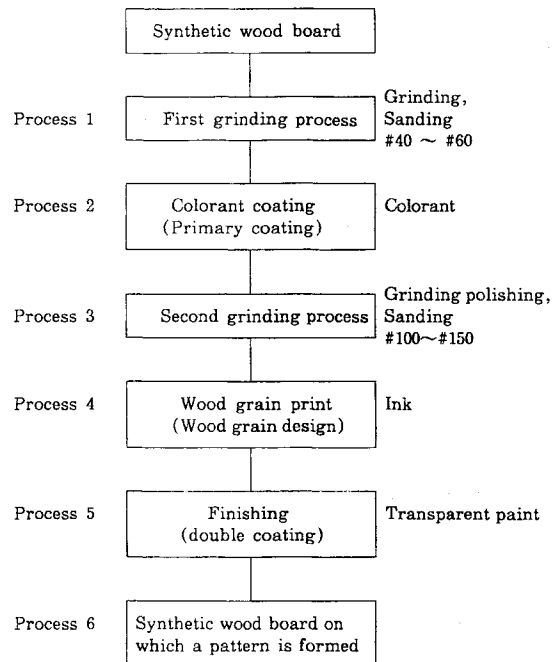 Synthetic wood board
Process 1
First grinding process
Grinding,
Sanding
#40 ~ #60
Process 2
Colorant coating
(Primary coating)
Colorant
Process 3
Second grinding process
Grinding polishing,
Sanding
#100~#150
Process 4
Wood grain print
(Wood grain design)
Ink
Process 5
Finishing
(double coating)
Transparent paint
Process 6
Synthetic wood board on
which a pattern is formed